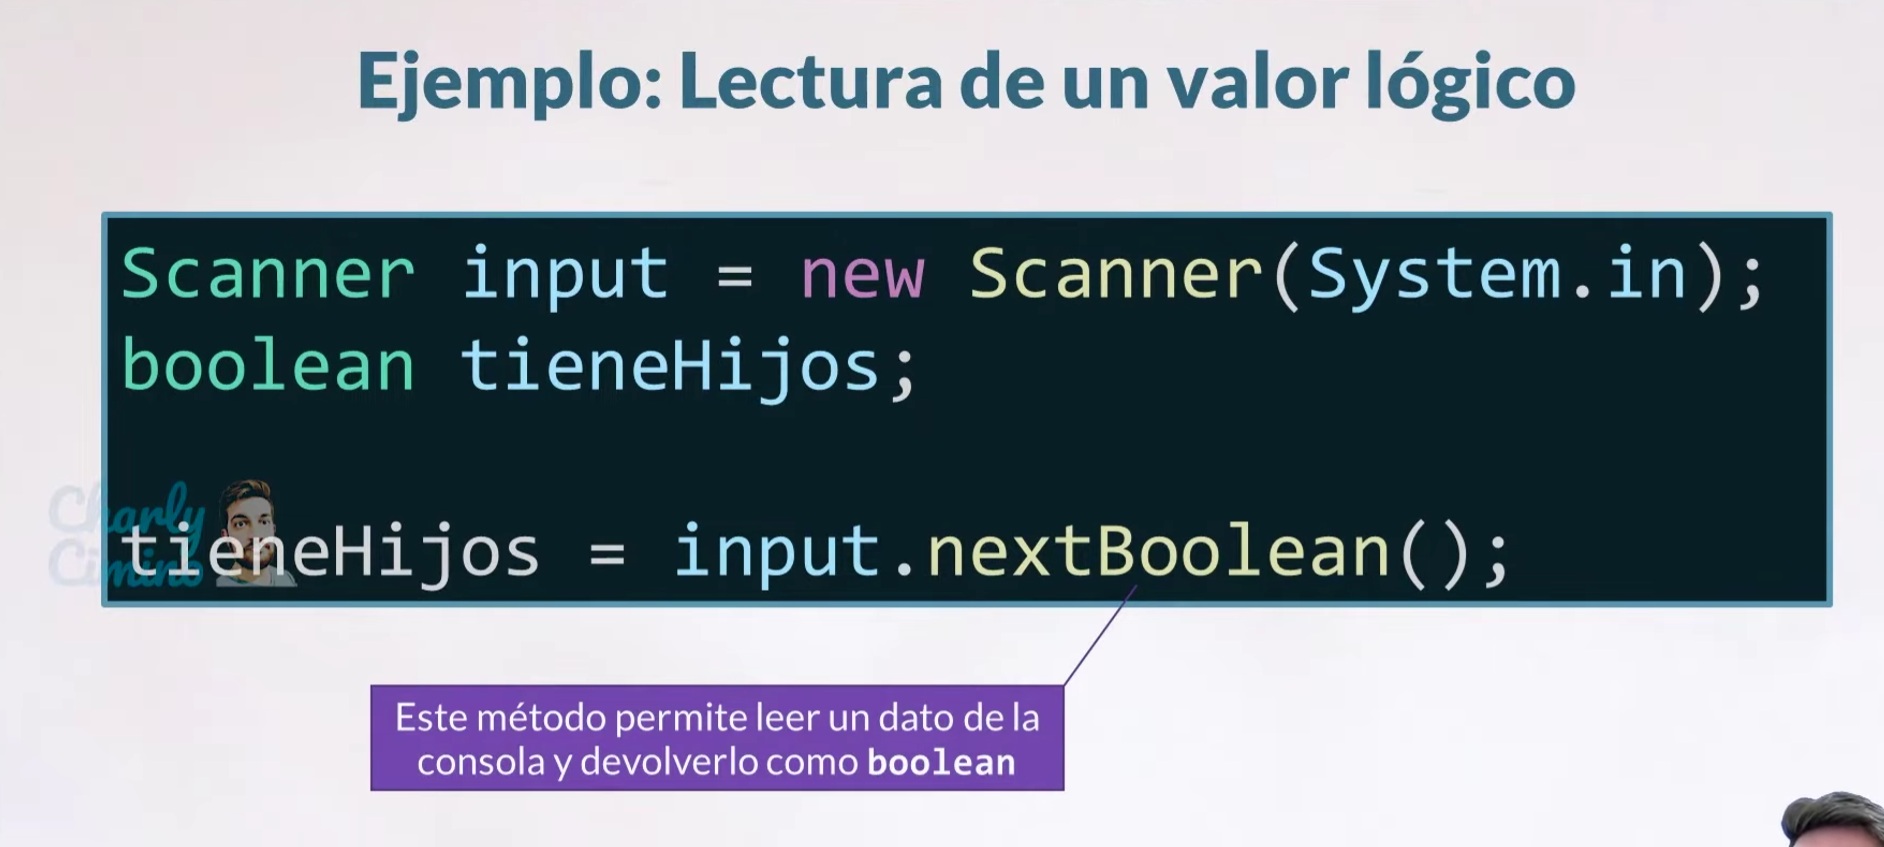 Ejemplo: Lectura de un valor lógico
Scanner input = new Scanner(System.in);
boolean tieneHijos;
Charly
Cimino
tieneHijos = input.nextBoolean();
Este método permite leer un dato de la
consola y devolverlo como boolean